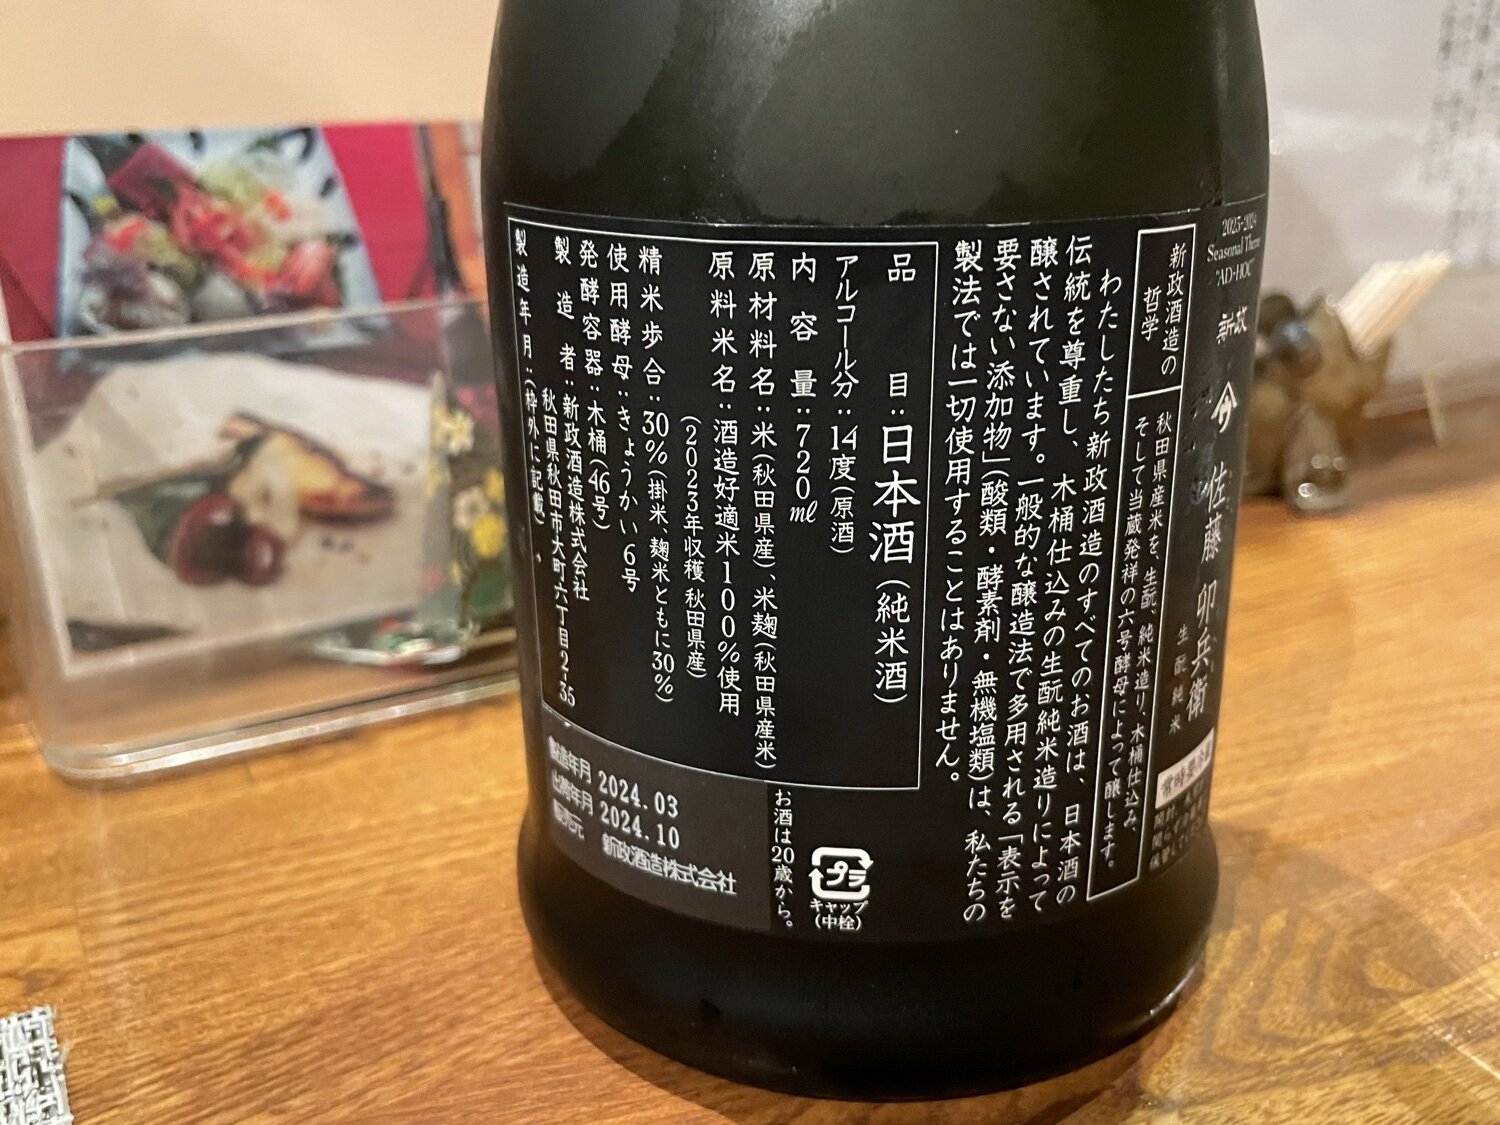 2023-2024
Seasonal Theme
"AD-HOC"
新政
佐藤 卯兵衛
生酛純米
常時要冷蔵
新政酒造の
哲学
秋田県産米を、生酛、純米造り、木桶仕込み、
そして当蔵発祥の六号酵母によって醸します。
わたしたち新政酒造のすべてのお酒は、日本酒の
伝統を尊重し、木桶仕込みの生酛純米造りによって
醸されています。一般的な醸造法で多用される「表示を
要さない添加物」(酸類・酵素剤・無機塩類)は、私たちの
製法では一切使用することはありません。
品目:日本酒(純米酒)
アルコール分:14度(原酒)
内容量:720ml
原材料名:米(秋田県産)、米麹(秋田県産米)
原料米名:酒造好適米100%使用
(2023年収穫 秋田県産)
精米歩合:30%(掛米、麹米ともに30%)
使用酵母:きょうかい6号
発酵容器:木桶(46号)
製造者:新政酒造株式会社
秋田県秋田市大町六丁目2-35
製造年月:(枠外に記載)
製造年月 2024.03
出荷年月 2024.10
販売元 新政酒造株式会社
お酒は20歳から。
プラ
キャップ
(中栓)